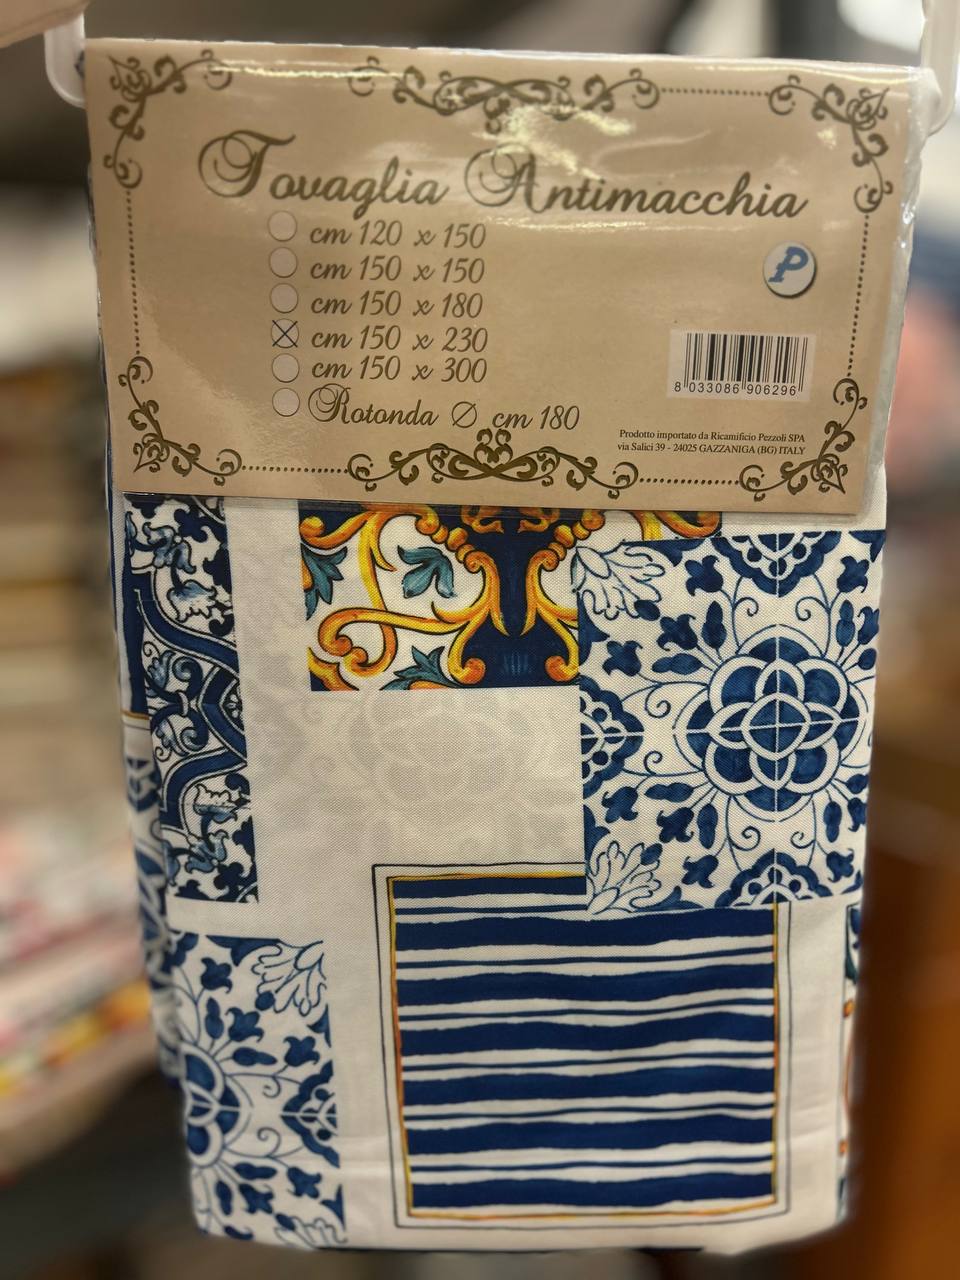 Tovaglia Antimacchia
cm 120 x 150
cm 150 x 150
cm 150 x 180
cm 150 x 230
cm 150 x 300
Rotonda Ø cm 180
P
8 033086 906296
Prodotto importato da Ricamificio Pezzoli SPA
via Salici 39 - 24025 GAZZANIGA (BG) ITALY